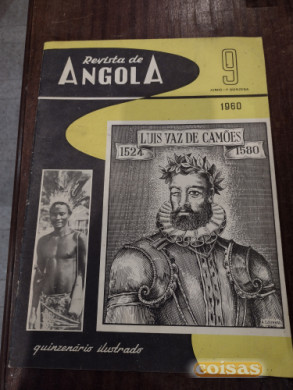 Revista de
ANGOLA
9
1960
LUIS VAZ DE CAMÕES
1524
1580
quinzenário ilustrado
coisas